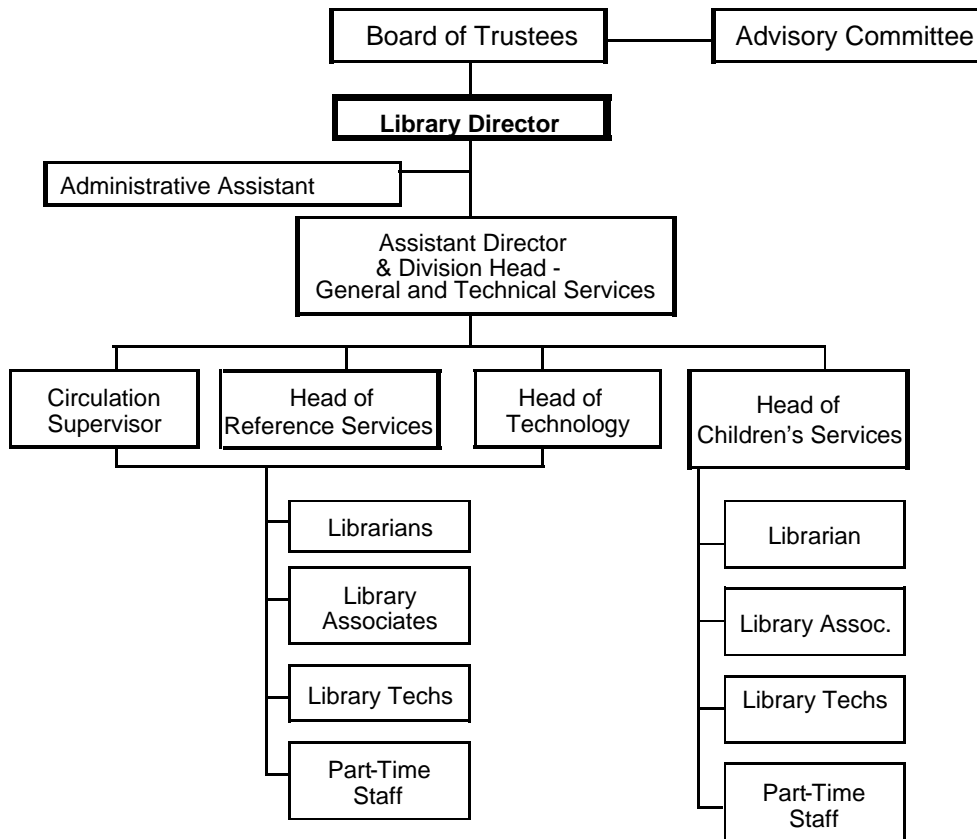 Board of Trustees
Advisory Committee
Library Director
Administrative Assistant
Assistant Director
& Division Head -
General and Technical Services
Circulation
Supervisor
Head of
Reference Services
Head of
Technology
Head of
Children’s Services
Librarians
Library
Associates
Library Techs
Part-Time
Staff
Librarian
Library Assoc.
Library Techs
Part-Time
Staff